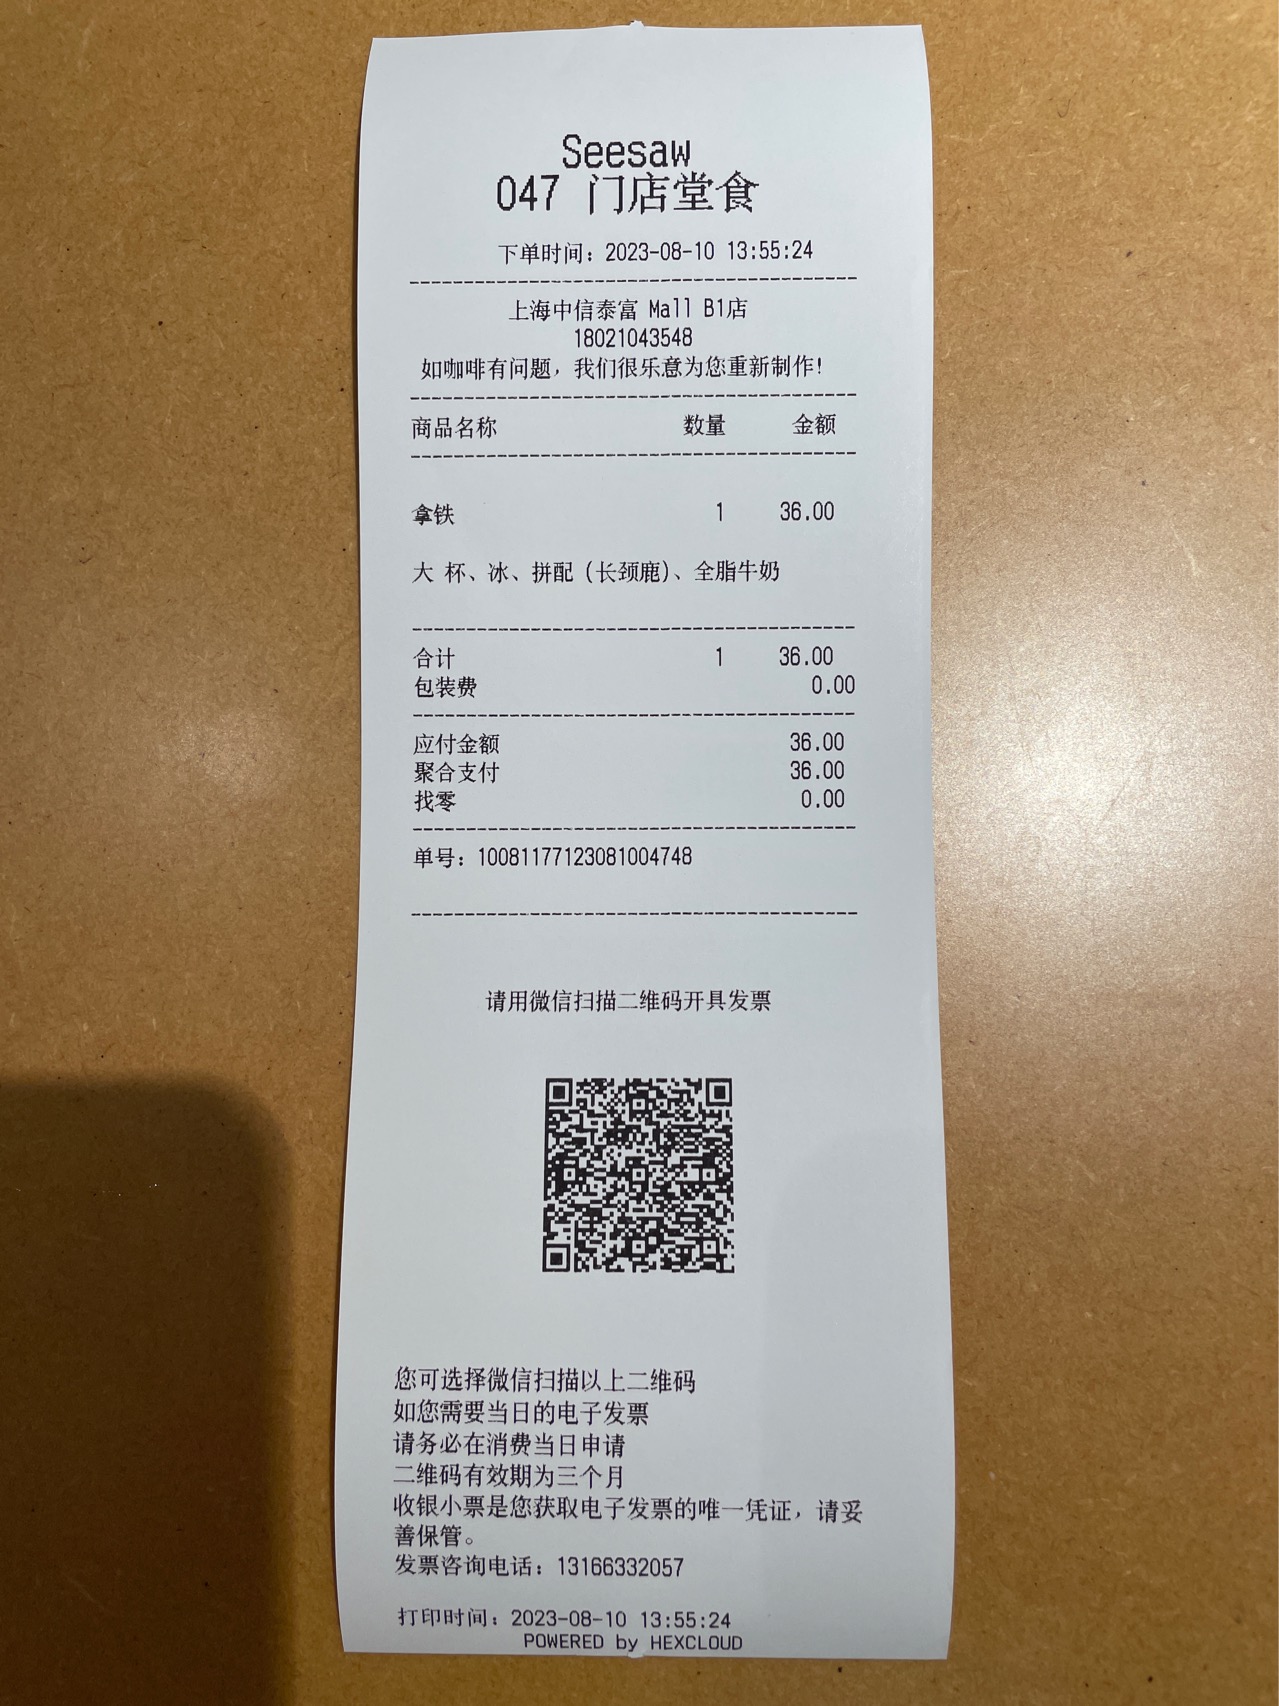 Seesaw
047 门店堂食
下单时间：2023-08-10 13:55:24
上海中信泰富 Mall B1店
18021043548
如咖啡有问题，我们很乐意为您重新制作！
商品名称 数量 金额
拿铁 1 36.00
大 杯、冰、拼配（长颈鹿）、全脂牛奶
合计 1 36.00
包装费 0.00
应付金额 36.00
聚合支付 36.00
找零 0.00
单号：10081177123081004748
请用微信扫描二维码开具发票
您可选择微信扫描以上二维码
如您需要当日的电子发票
请务必在消费当日申请
二维码有效期为三个月
收银小票是您获取电子发票的唯一凭证，请妥
善保管。
发票咨询电话：13166332057
打印时间：2023-08-10 13:55:24
POWERED by HEXCLOUD